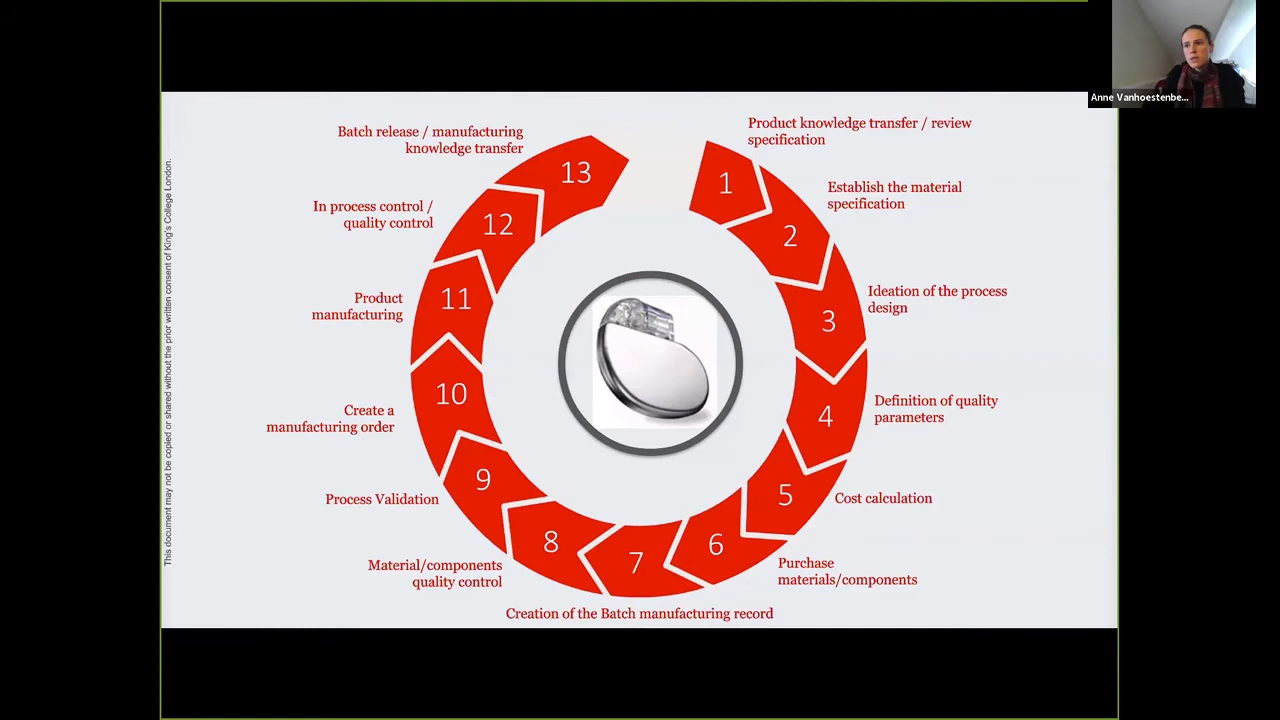 Anne Vanhoestenbe...
This document may not be copied or shared without the prior written consent of King's College London.
1
Product knowledge transfer / review
specification
2
Establish the material
specification
3
Ideation of the process
design
4
Definition of quality
parameters
5
Cost calculation
6
Purchase
materials/components
7
Creation of the Batch manufacturing record
8
Material/components
quality control
9
Process Validation
10
Create a
manufacturing order
11
Product
manufacturing
12
In process control /
quality control
13
Batch release / manufacturing
knowledge transfer